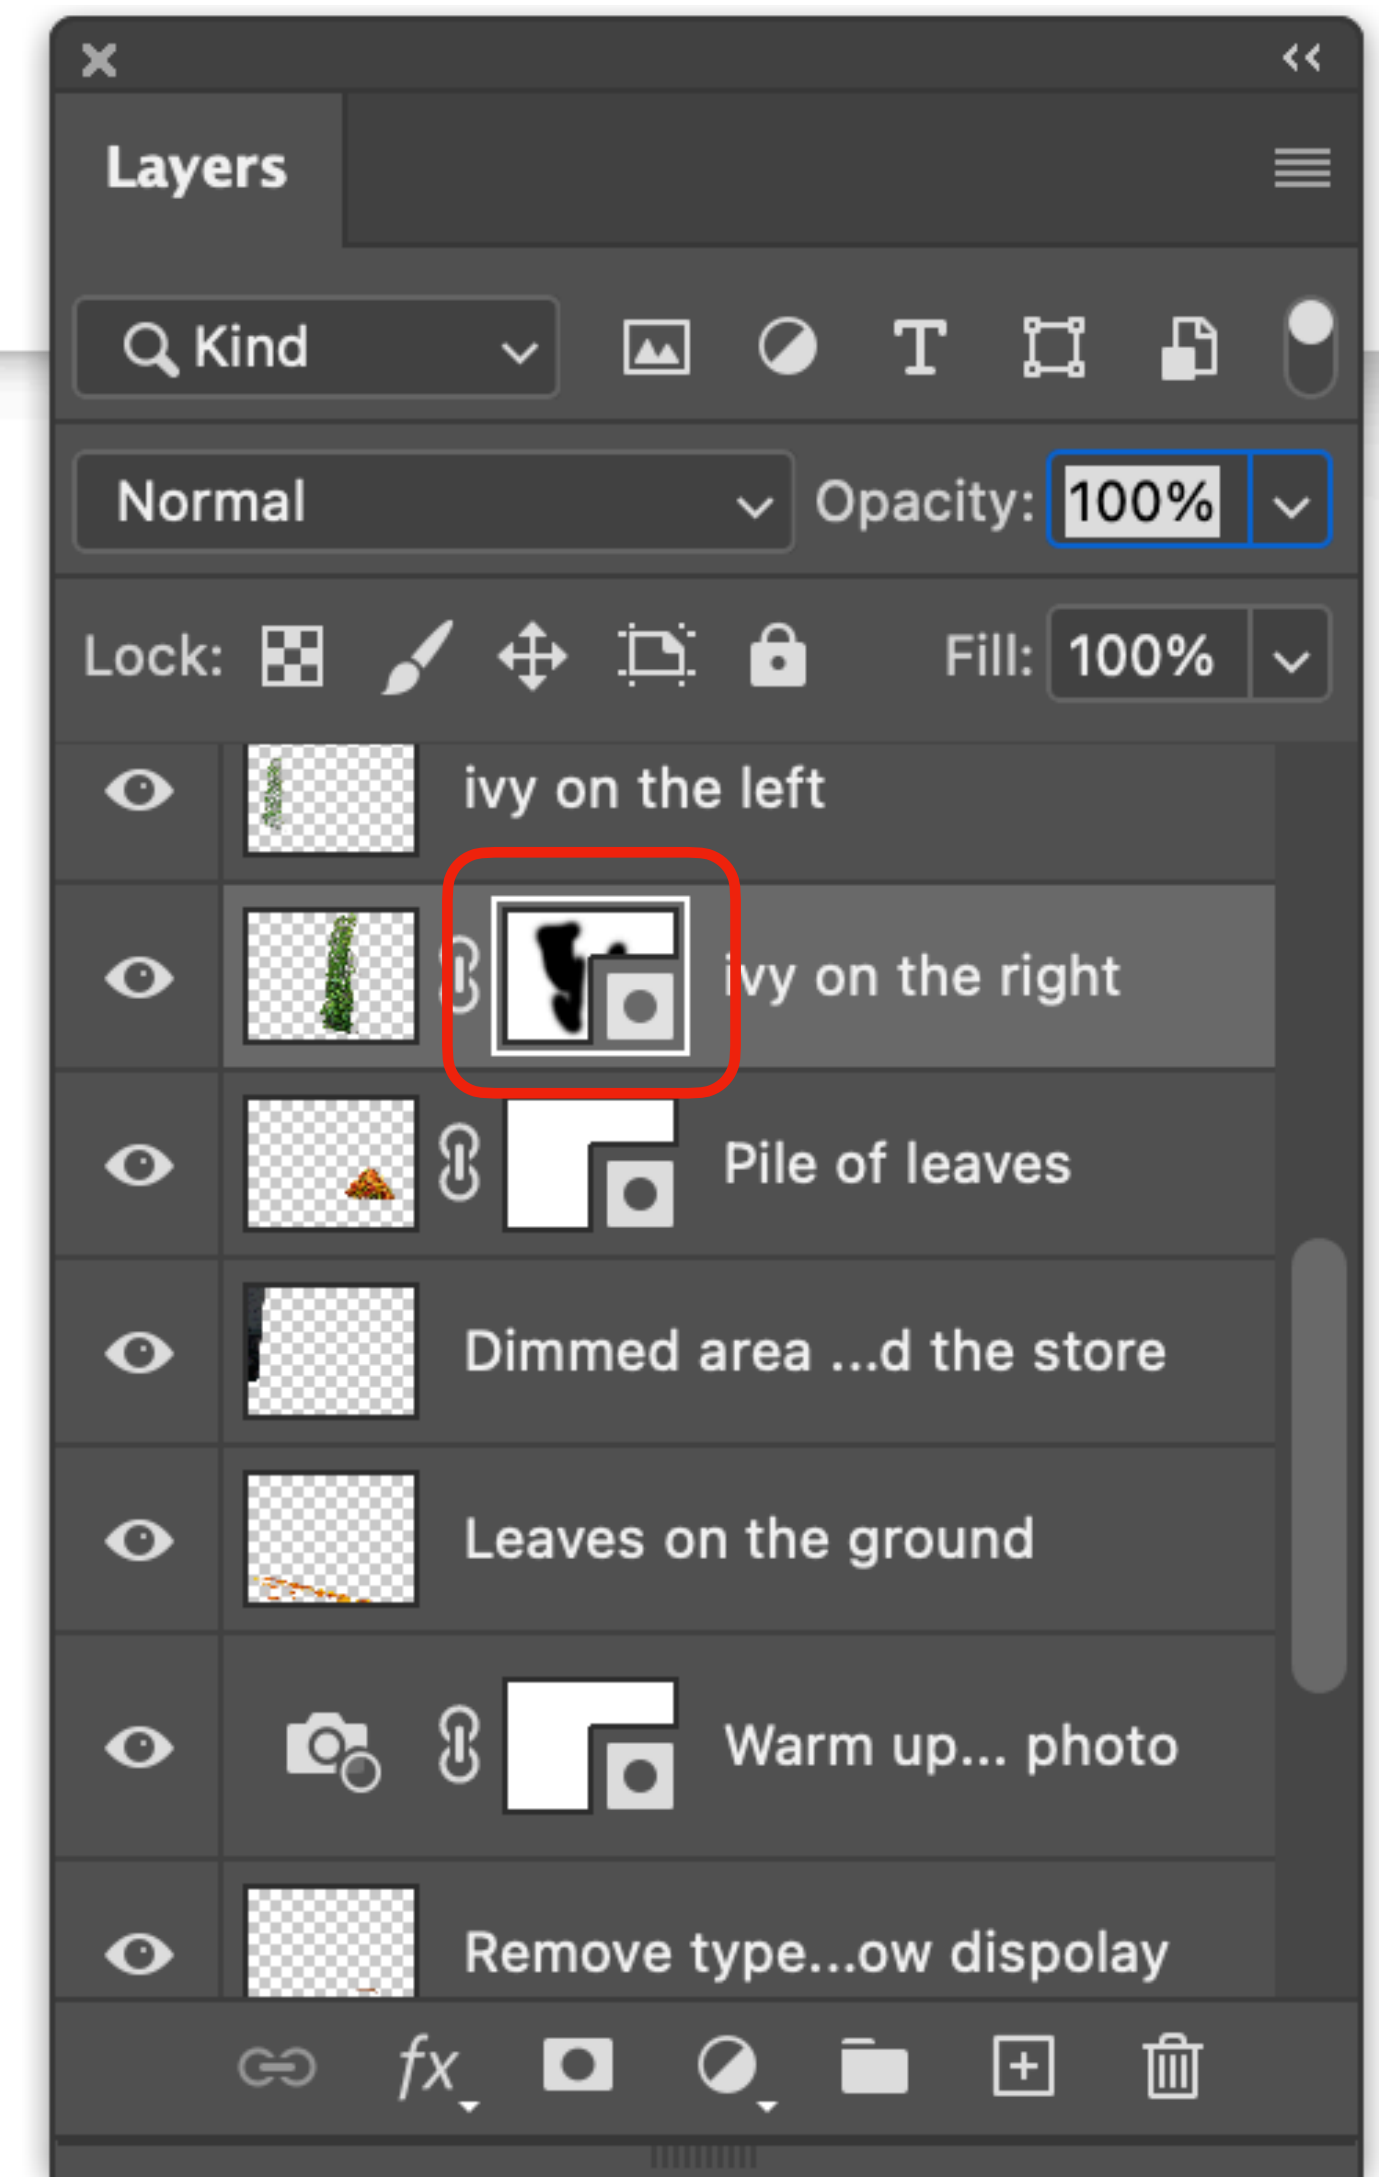 Layers
Kind
Normal Opacity: 100%
Lock: Fill: 100%
ivy on the left
ivy on the right
Pile of leaves
Dimmed area ...d the store
Leaves on the ground
Warm up... photo
Remove type...ow dispolay
fx